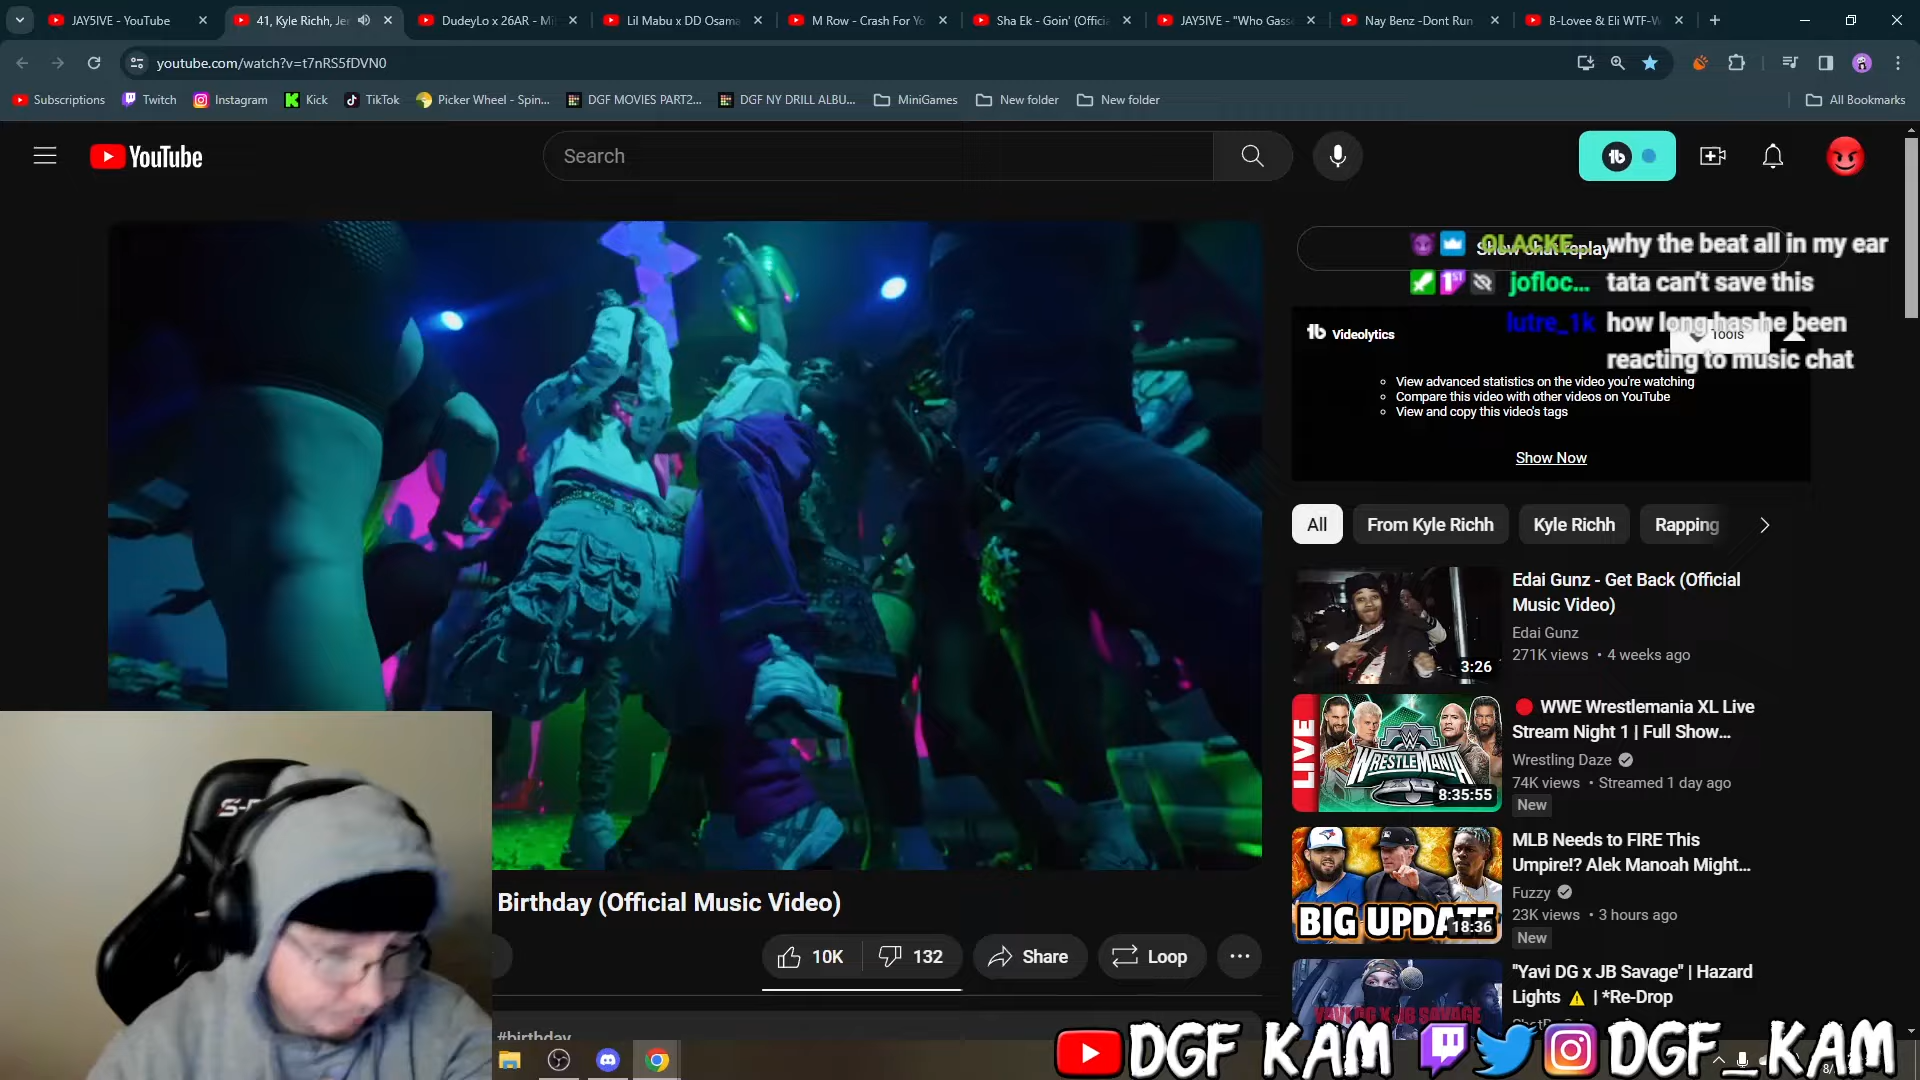 JAY5IVE - YouTube
41, Kyle Richh, Je
DudeyLo x 26AR - Mi
Lil Mabu x DD Osama
M Row - Crash For Yo
Sha Ek - Goin' (Officia
JAY5IVE - "Who Gass
Nay Benz -Dont Run
B-Lovee & Eli WTF-W
youtube.com/watch?v=t7nRS5fDVN0
Subscriptions
Twitch
Instagram
Kick
TikTok
Picker Wheel - Spin...
DGF MOVIES PART2...
DGF NY DRILL ALBU...
MiniGames
New folder
New folder
All Bookmarks
YouTube
Search
Show chat replay
why the beat all in my ear
jofloc... tata can't save this
lutre_1k how long has he been
reacting to music chat
Videolytics
Tools
View advanced statistics on the video you're watching
Compare this video with other videos on YouTube
View and copy this video's tags
Show Now
All
From Kyle Richh
Kyle Richh
Rapping
Edai Gunz - Get Back (Official
Music Video)
Edai Gunz
271K views • 4 weeks ago
3:26
LIVE
WRESTLEMANIA
8:35:55
WWE Wrestlemania XL Live
Stream Night 1 | Full Show...
Wrestling Daze
74K views • Streamed 1 day ago
New
BIG UPDATE
18:36
MLB Needs to FIRE This
Umpire!? Alek Manoah Might...
Fuzzy
23K views • 3 hours ago
New
YAVI DG X JB SAVAGE
"Yavi DG x JB Savage" | Hazard
Lights ⚠ | *Re-Drop
Birthday (Official Music Video)
10K
132
Share
Loop
#birthday
DGF KAM
DGF_KAM